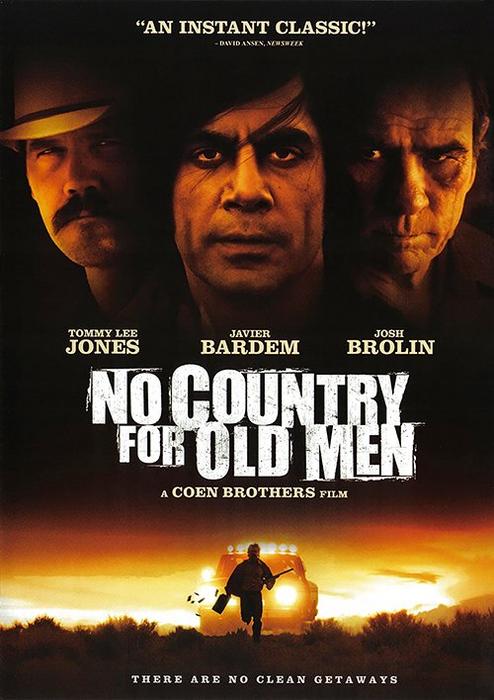 “AN INSTANT CLASSIC!”
– DAVID ANSEN, NEWSWEEK
TOMMY LEE JONES
JAVIER BARDEM
JOSH BROLIN
NO COUNTRY
FOR OLD MEN
A COEN BROTHERS FILM
THERE ARE NO CLEAN GETAWAYS